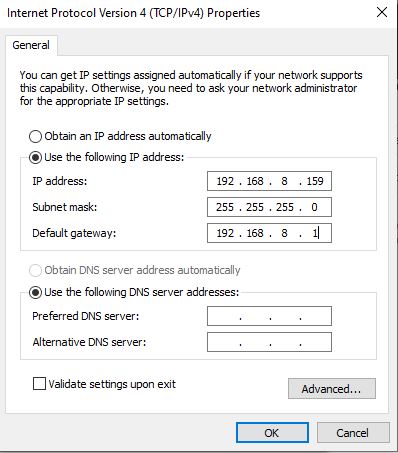 Internet Protocol Version 4 (TCP/IPv4) Properties
General
You can get IP settings assigned automatically if your network supports
this capability. Otherwise, you need to ask your network administrator
for the appropriate IP settings.
Obtain an IP address automatically
Use the following IP address:
IP address: 192 . 168 . 8 . 159
Subnet mask: 255 . 255 . 255 . 0
Default gateway: 192 . 168 . 8 . 1
Obtain DNS server address automatically
Use the following DNS server addresses:
Preferred DNS server: . . .
Alternative DNS server: . . .
Validate settings upon exit
Advanced...
OK Cancel